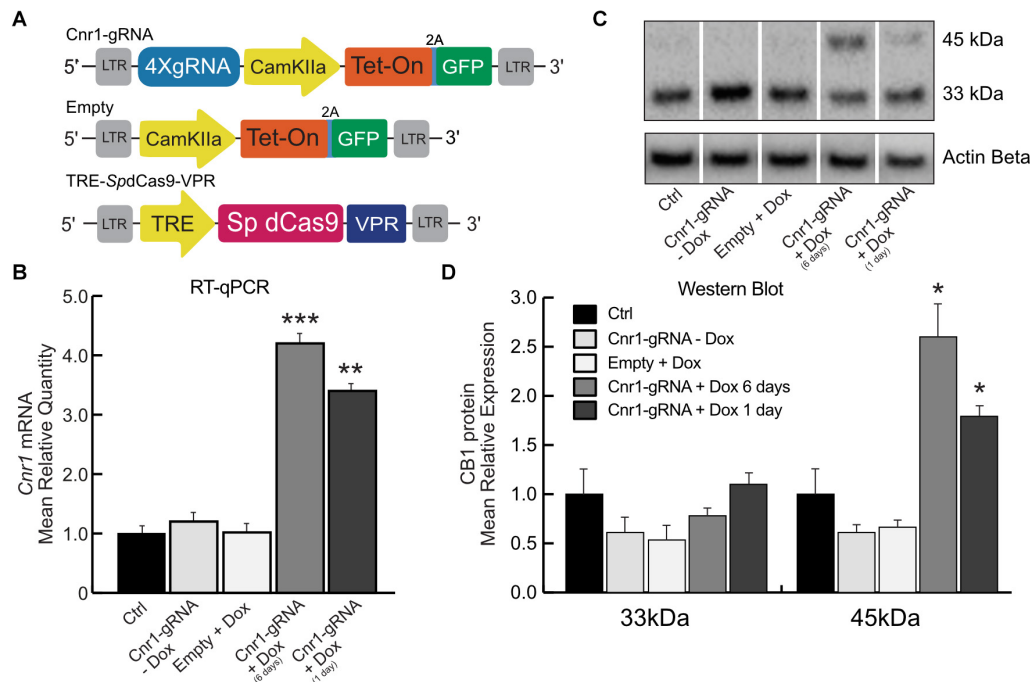 A
Cnr1-gRNA
2A
5' LTR 4XgRNA CamKIIa Tet-On GFP LTR 3'
Empty
2A
5' LTR CamKIIa Tet-On GFP LTR 3'
TRE-SpdCas9-VPR
5' LTR TRE Sp dCas9 VPR LTR 3'
B
RT-qPCR
Cnr1 mRNA
Mean Relative Quantity
5.0
4.0
3.0
2.0
1.0
0
***
**
Ctrl
Cnr1-gRNA
- Dox
Empty + Dox
Cnr1-gRNA
+ Dox
(6 days)
Cnr1-gRNA
+ Dox
(1 day)
C
45 kDa
33 kDa
Actin Beta
Ctrl
Cnr1-gRNA
- Dox
Empty + Dox
Cnr1-gRNA
+ Dox
(6 days)
Cnr1-gRNA
+ Dox
(1 day)
D
Western Blot
CB1 protein
Mean Relative Expression
3.0
2.5
2.0
1.5
1.0
0.5
0.0
Ctrl
Cnr1-gRNA - Dox
Empty + Dox
Cnr1-gRNA + Dox 6 days
Cnr1-gRNA + Dox 1 day
*
*
33kDa
45kDa